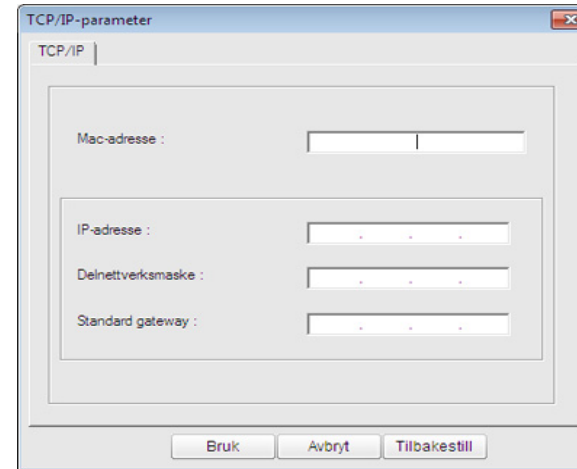 TCP/IP-parameter
TCP/IP
Mac-adresse :
IP-adresse :
Delnettverksmaske :
Standard gateway :
Bruk Avbryt Tilbakestill